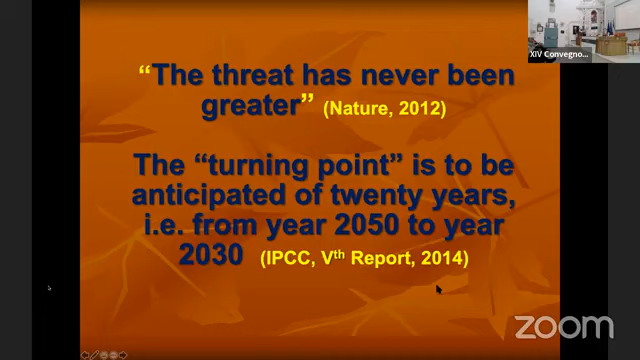 XIV Convegno...
“The threat has never been
greater” (Nature, 2012)
The “turning point” is to be
anticipated of twenty years,
i.e. from year 2050 to year
2030 (IPCC, Vth Report, 2014)
zoom